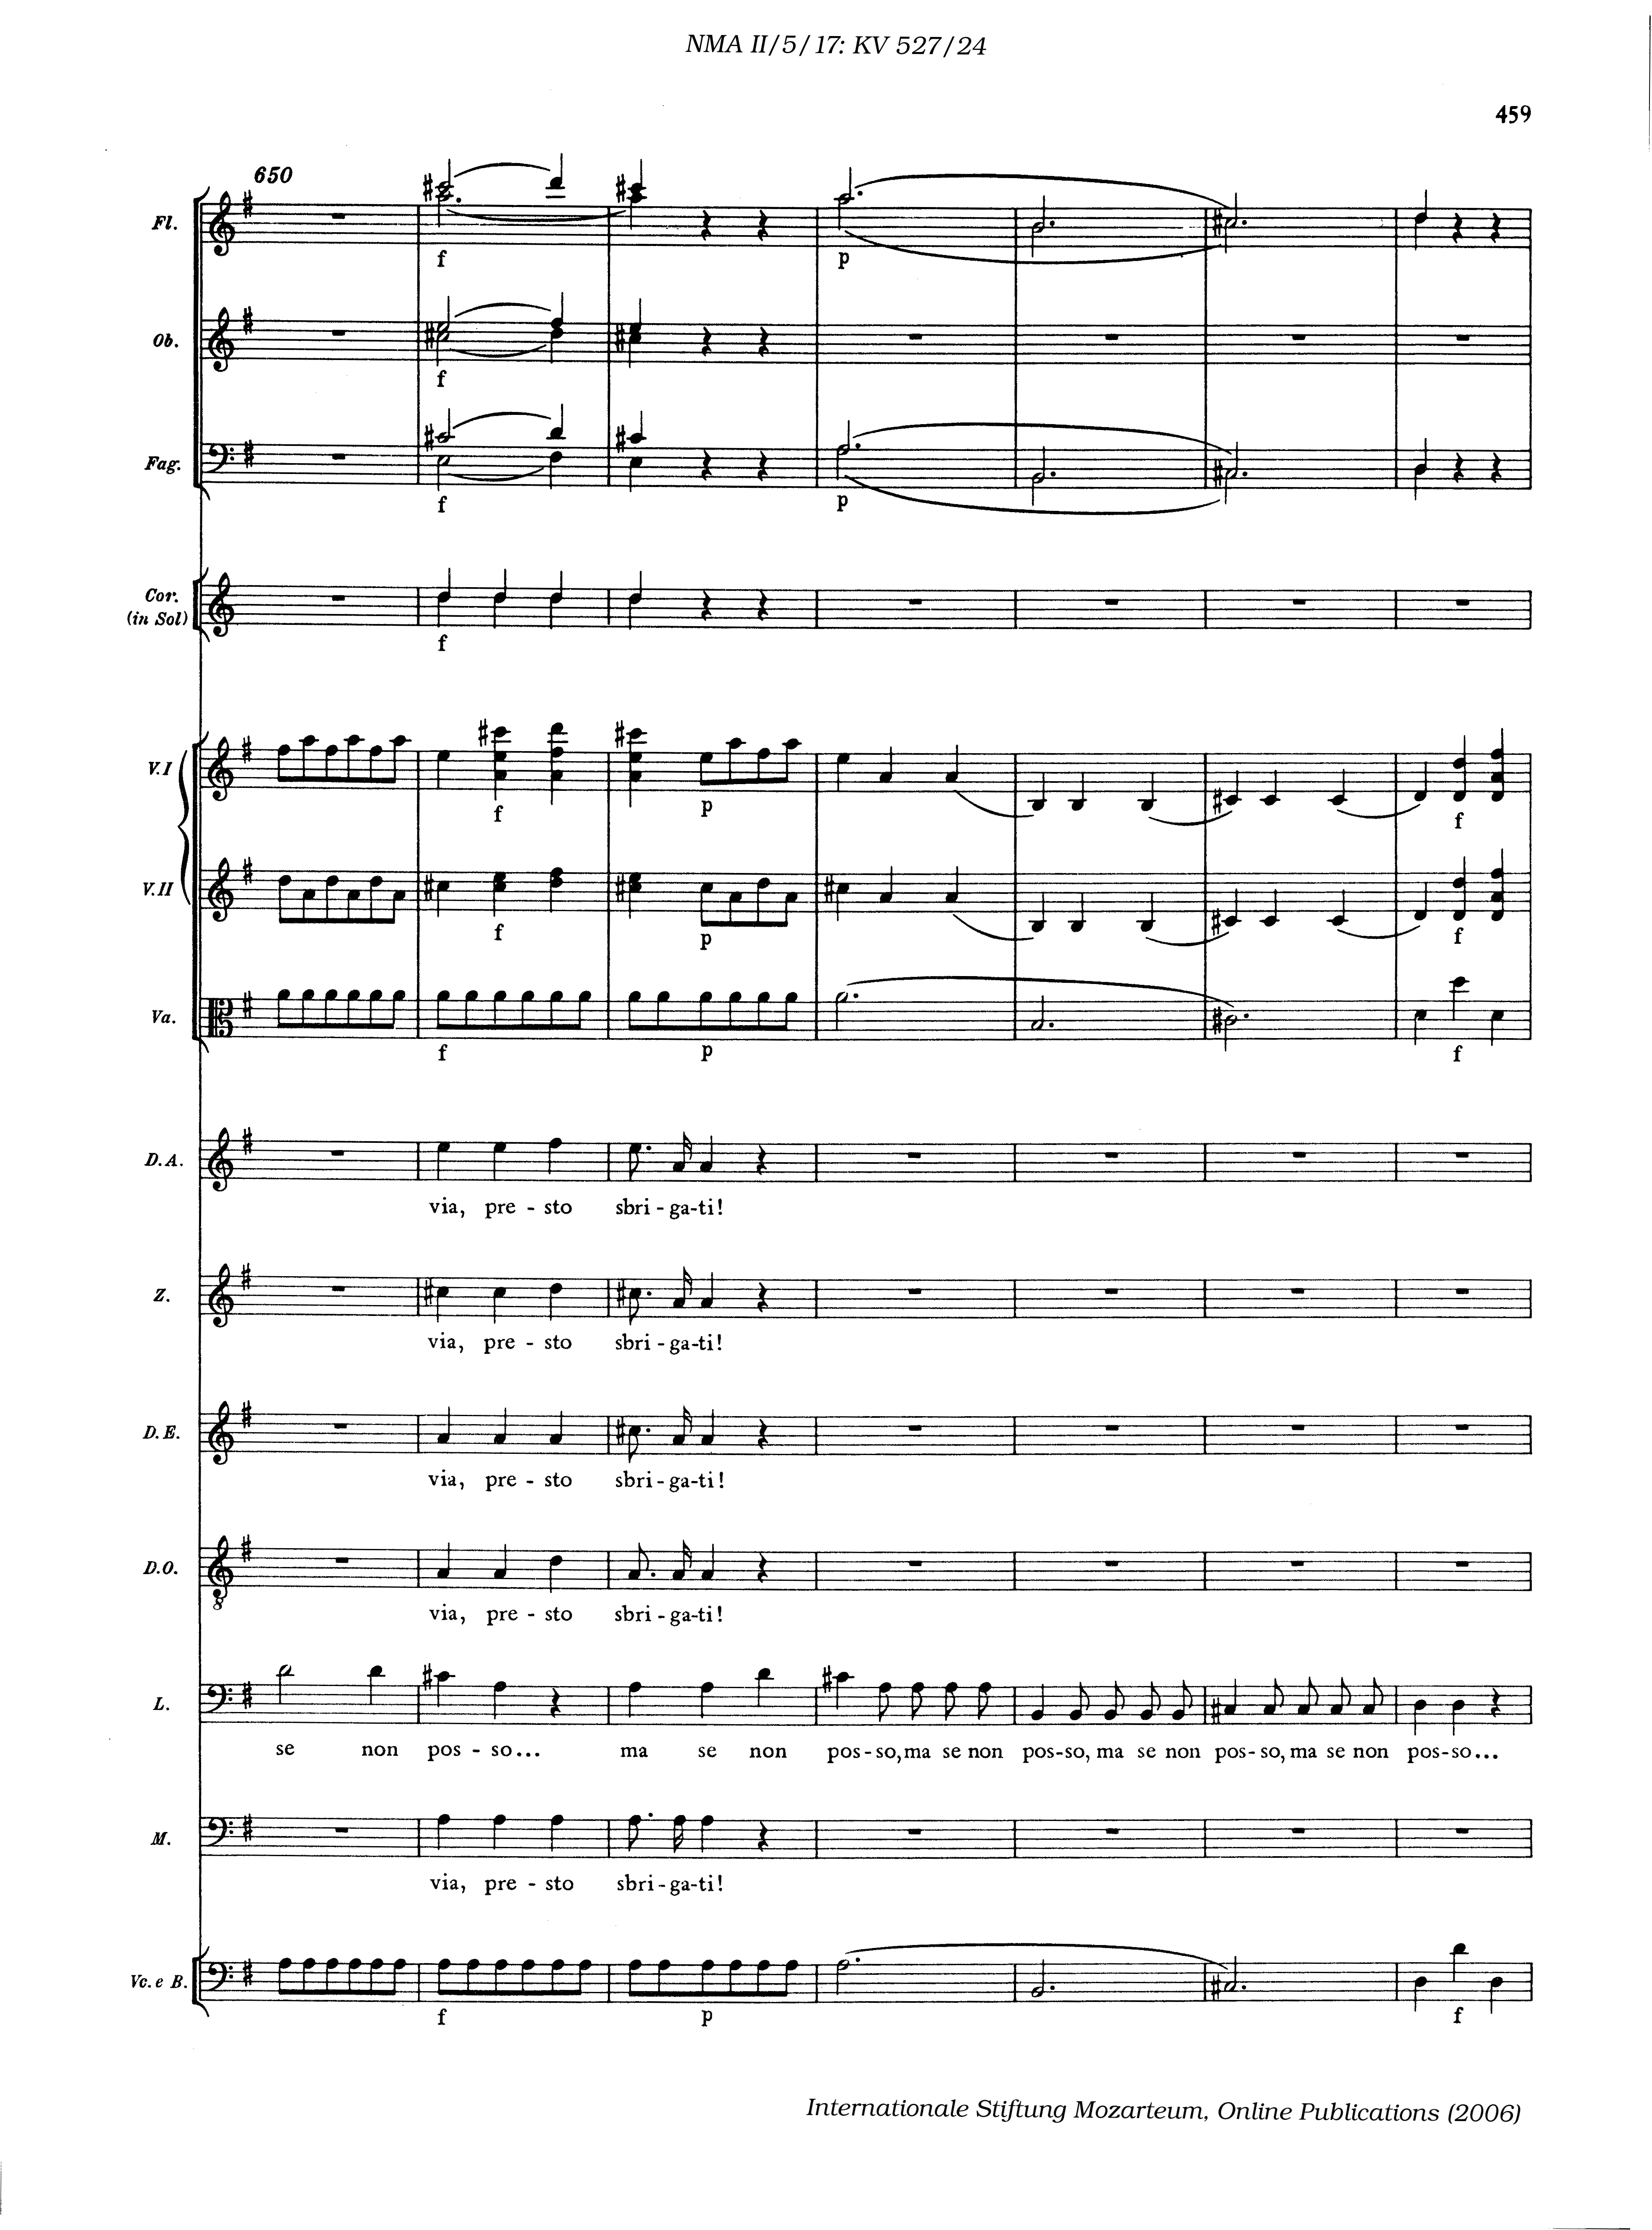 NMA II/5/17: KV 527/24
459
650
Fl.
f
p
Ob.
f
Fag.
f
p
Cor.
(in Sol)
f
V.I
f
p
f
V.II
f
p
f
Va.
f
p
f
D.A.
via, pre - sto sbri - ga-ti!
Z.
via, pre - sto sbri - ga-ti!
D.E.
via, pre - sto sbri - ga-ti!
D.O.
8
via, pre - sto sbri - ga-ti!
L.
se non pos - so... ma se non pos - so, ma se non pos-so, ma se non pos- so, ma se non pos-so...
M.
via, pre - sto sbri - ga-ti!
Vc. e B.
f
p
f
Internationale Stiftung Mozarteum, Online Publications (2006)